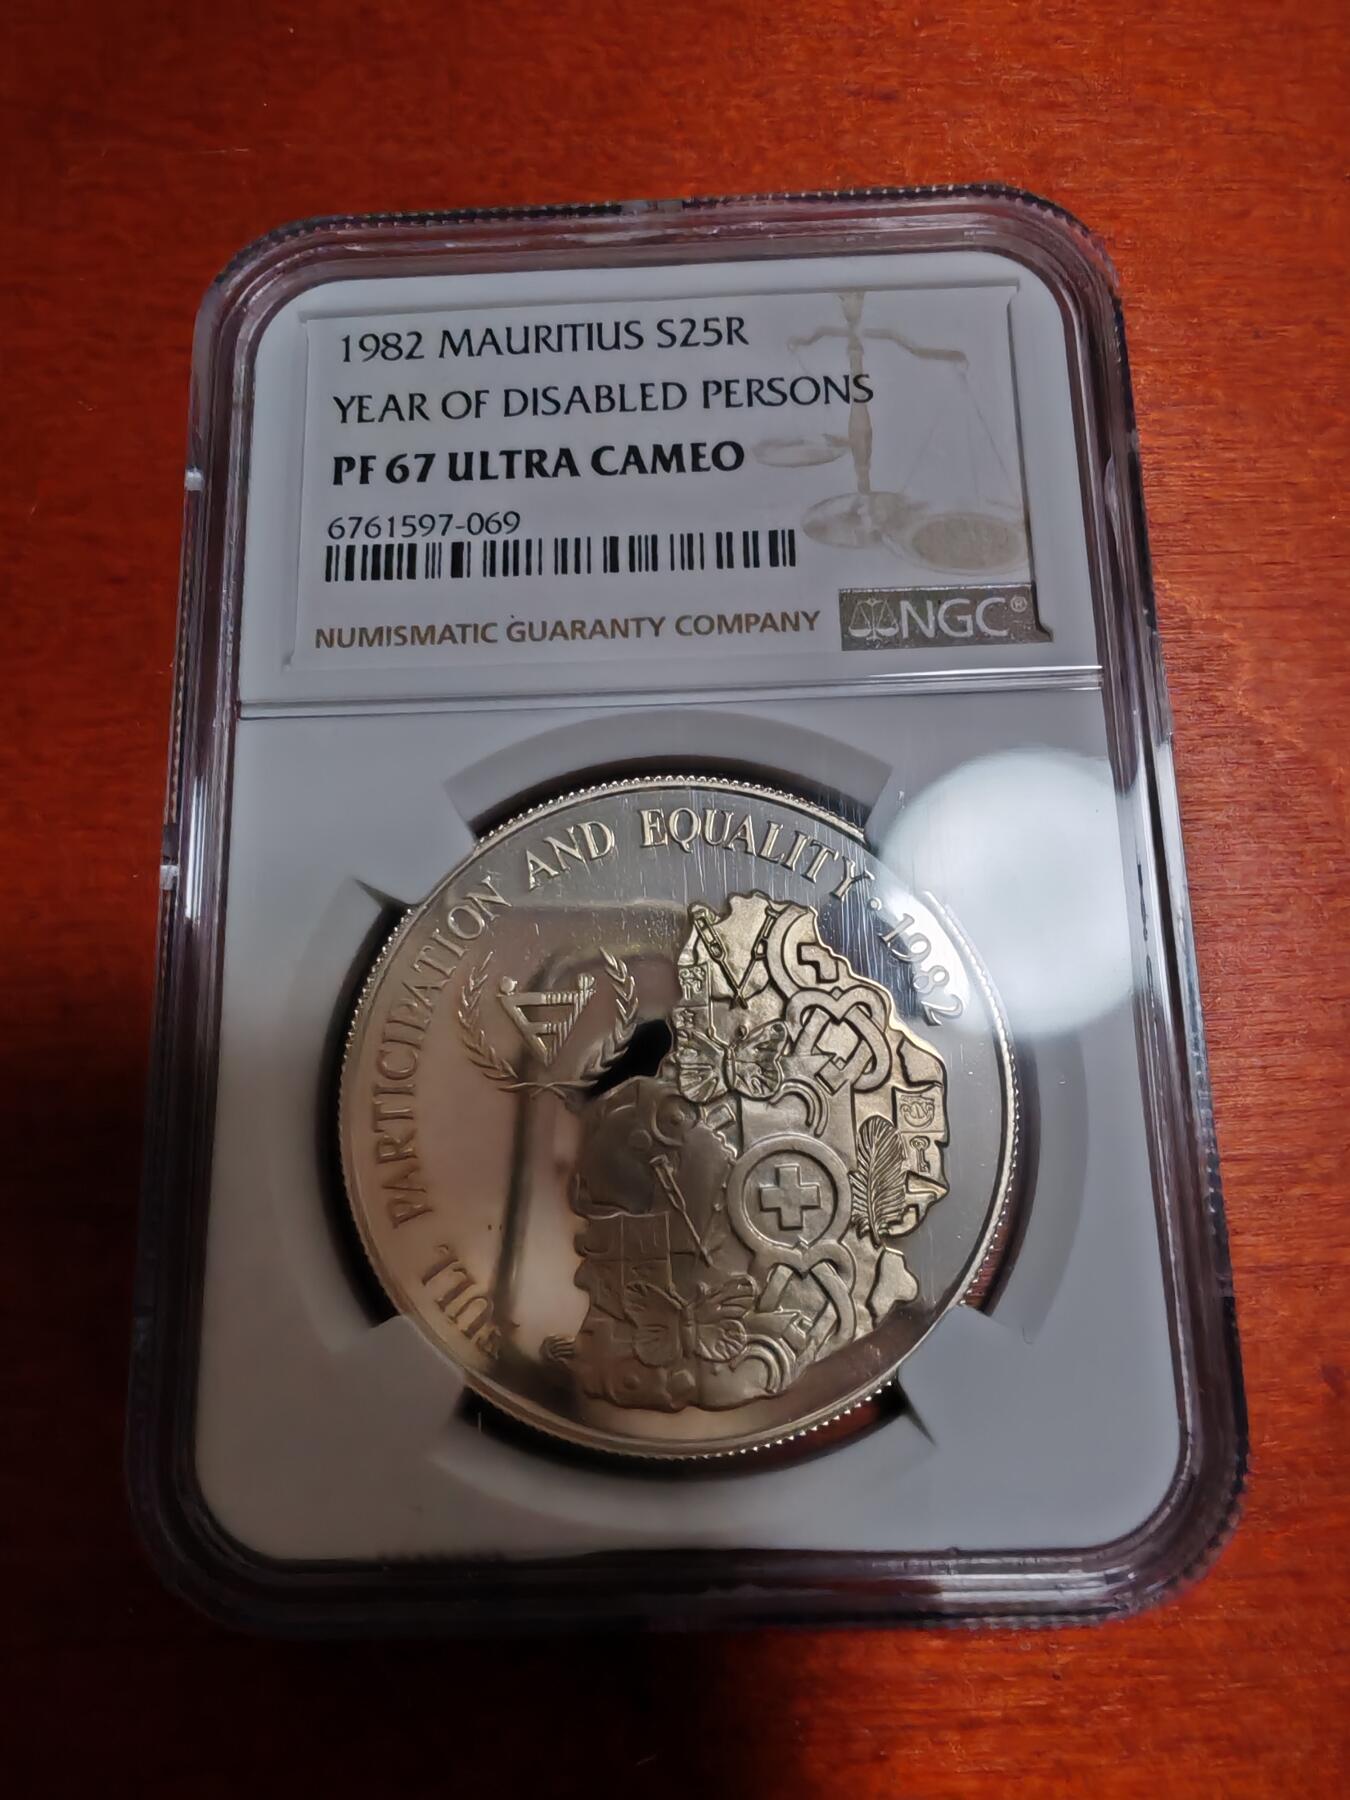 1982 MAURITIUS S25R
YEAR OF DISABLED PERSONS
PF 67 ULTRA CAMEO
6761597-069
NUMISMATIC GUARANTY COMPANY
NGC®
FULL PARTICIPATION AND EQUALITY · 1982